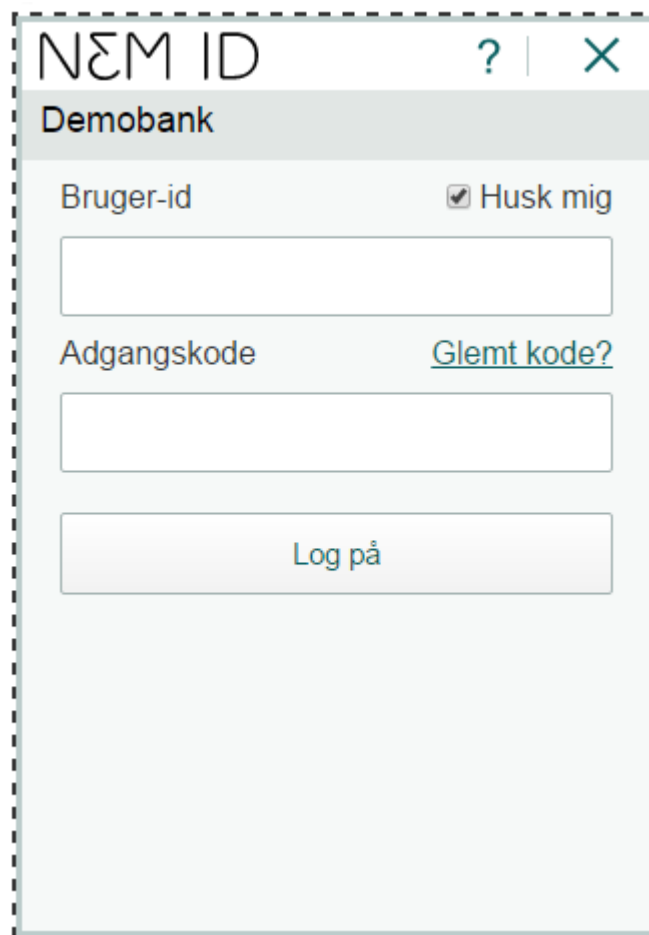 NEM ID ?
Demobank
Bruger-id Husk mig
Adgangskode Glemt kode?
Log på